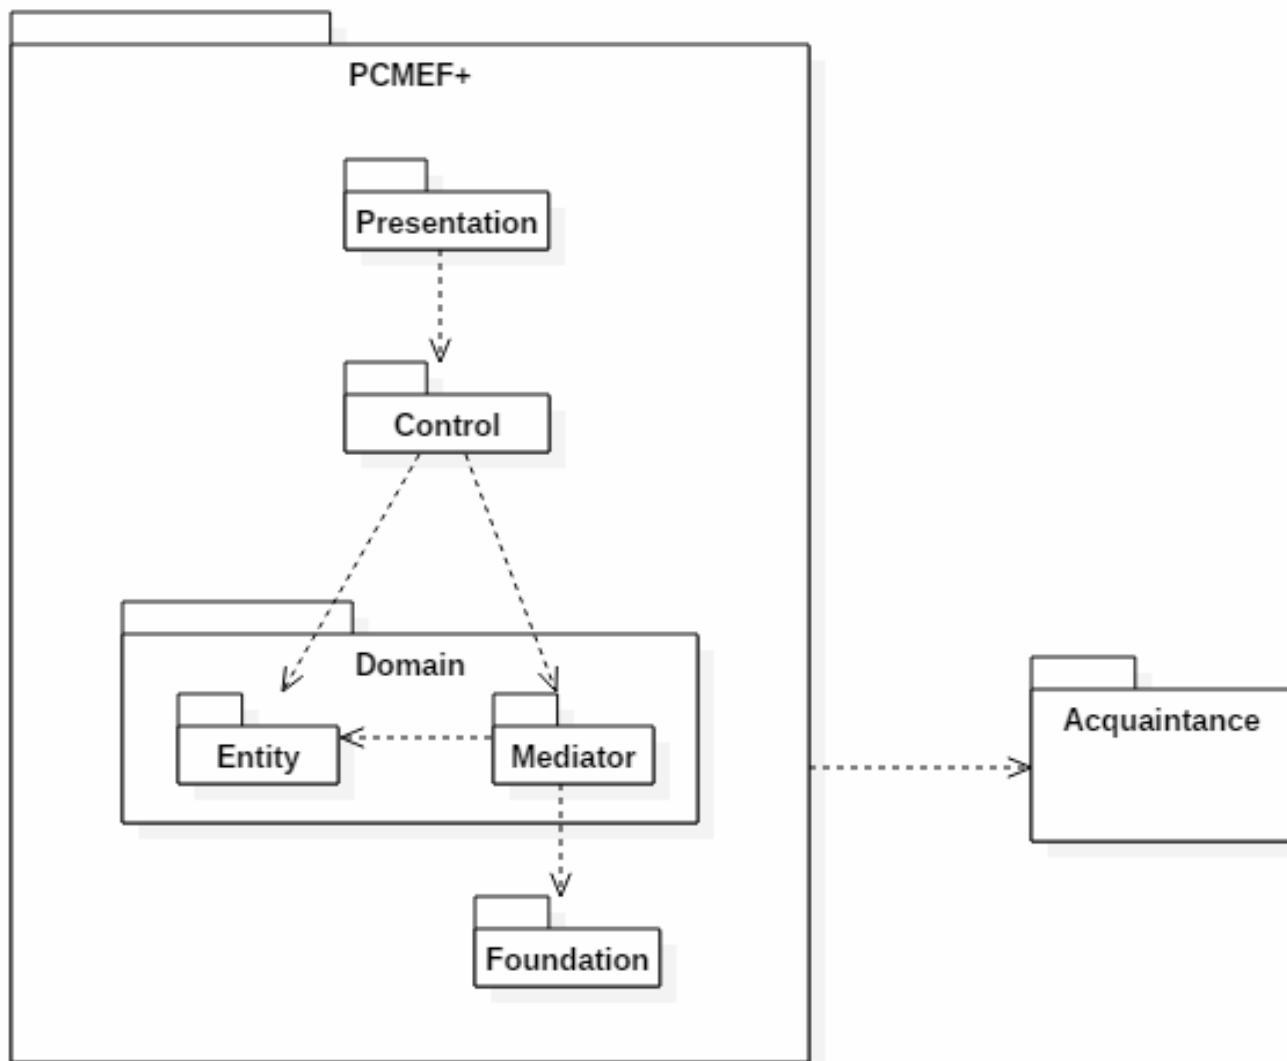 PCMEF+
Presentation
Control
Domain
Entity
Mediator
Acquaintance
Foundation